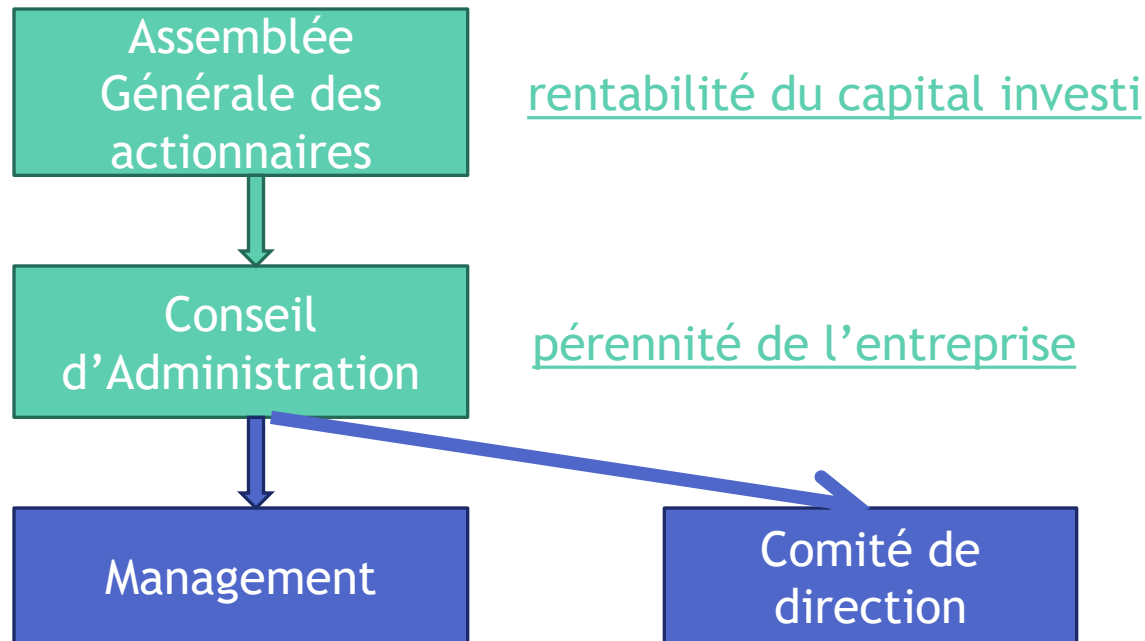 Assemblée
Générale des
actionnaires
rentabilité du capital investi
Conseil
d’Administration
pérennité de l’entreprise
Management
Comité de
direction